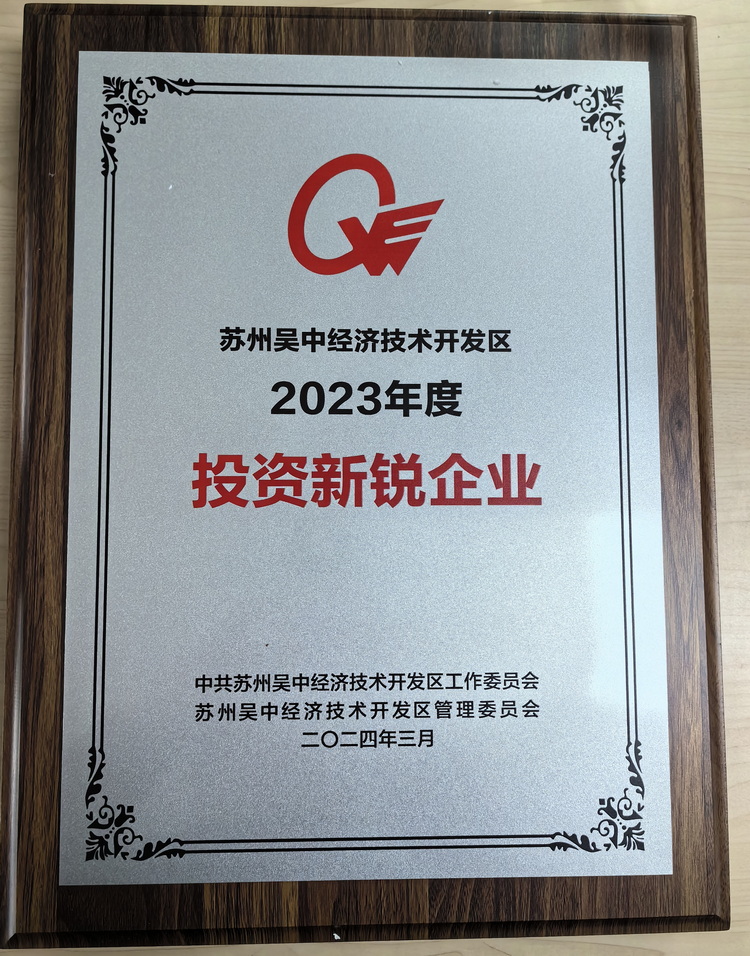 苏州吴中经济技术开发区
2023年度
投资新锐企业
中共苏州吴中经济技术开发区工作委员会
苏州吴中经济技术开发区管理委员会
二〇二四年三月